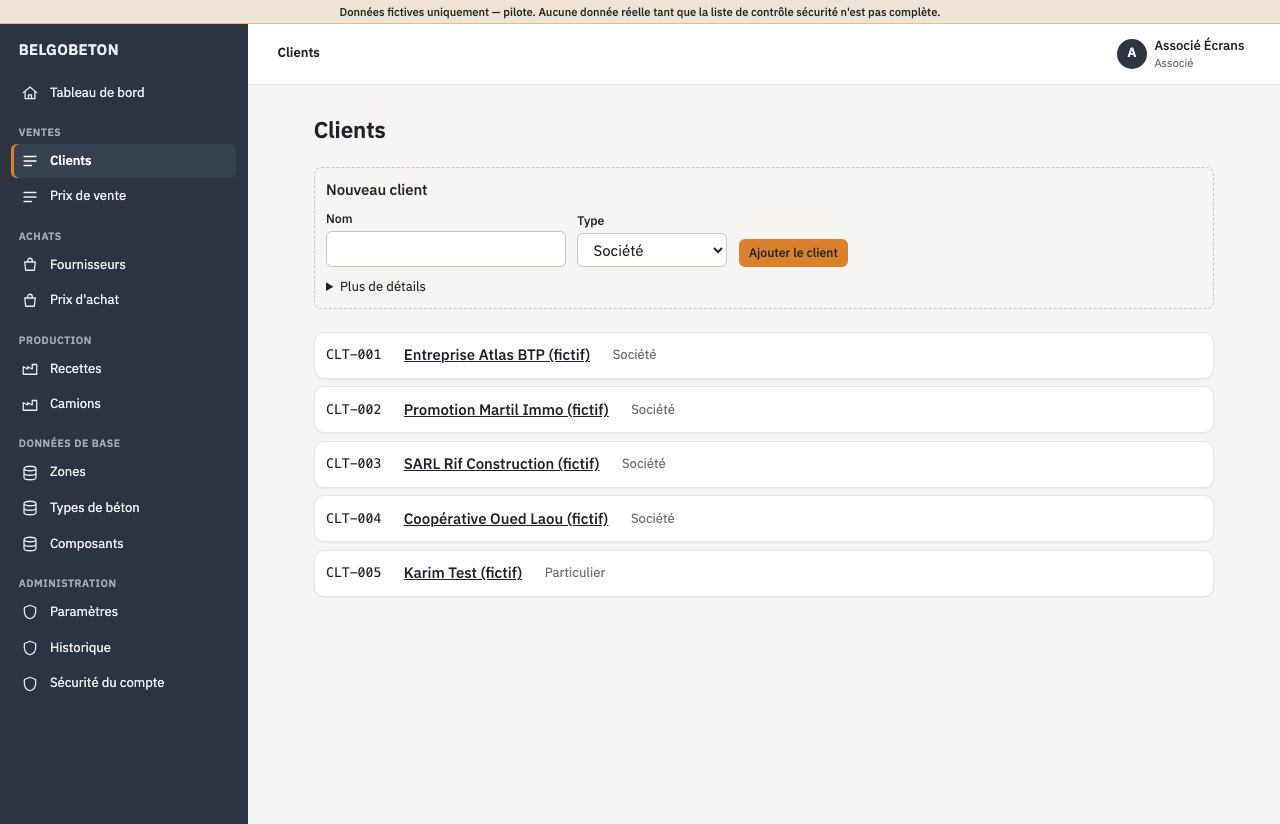 Données fictives uniquement — pilote. Aucune donnée réelle tant que la liste de contrôle sécurité n'est pas complète.
BELGOBETON
Tableau de bord
VENTES
Clients
Prix de vente
ACHATS
Fournisseurs
Prix d'achat
PRODUCTION
Recettes
Camions
DONNÉES DE BASE
Zones
Types de béton
Composants
ADMINISTRATION
Paramètres
Historique
Sécurité du compte
Clients
A
Associé Écrans
Associé
Clients
Nouveau client
Nom
Type
Société
Ajouter le client
Plus de détails
CLT-001 Entreprise Atlas BTP (fictif) Société
CLT-002 Promotion Martil Immo (fictif) Société
CLT-003 SARL Rif Construction (fictif) Société
CLT-004 Coopérative Oued Laou (fictif) Société
CLT-005 Karim Test (fictif) Particulier